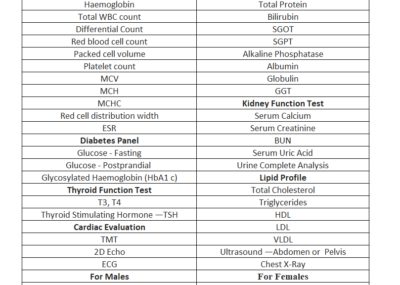 Haemoglobin Total Protein
Total WBC count Bilirubin
Differential Count SGOT
Red blood cell count SGPT
Packed cell volume Alkaline Phosphatase
Platelet count Albumin
MCV Globulin
MCH GGT
MCHC Kidney Function Test
Red cell distribution width Serum Calcium
ESR Serum Creatinine
Diabetes Panel BUN
Glucose - Fasting Serum Uric Acid
Glucose - Postprandial Urine Complete Analysis
Glycosylated Haemoglobin (HbA1 c) Lipid Profile
Thyroid Function Test Total Cholesterol
T3, T4 Triglycerides
Thyroid Stimulating Hormone —TSH HDL
Cardiac Evaluation LDL
TMT VLDL
2D Echo Ultrasound —Abdomen or Pelvis
ECG Chest X-Ray
For Males For Females